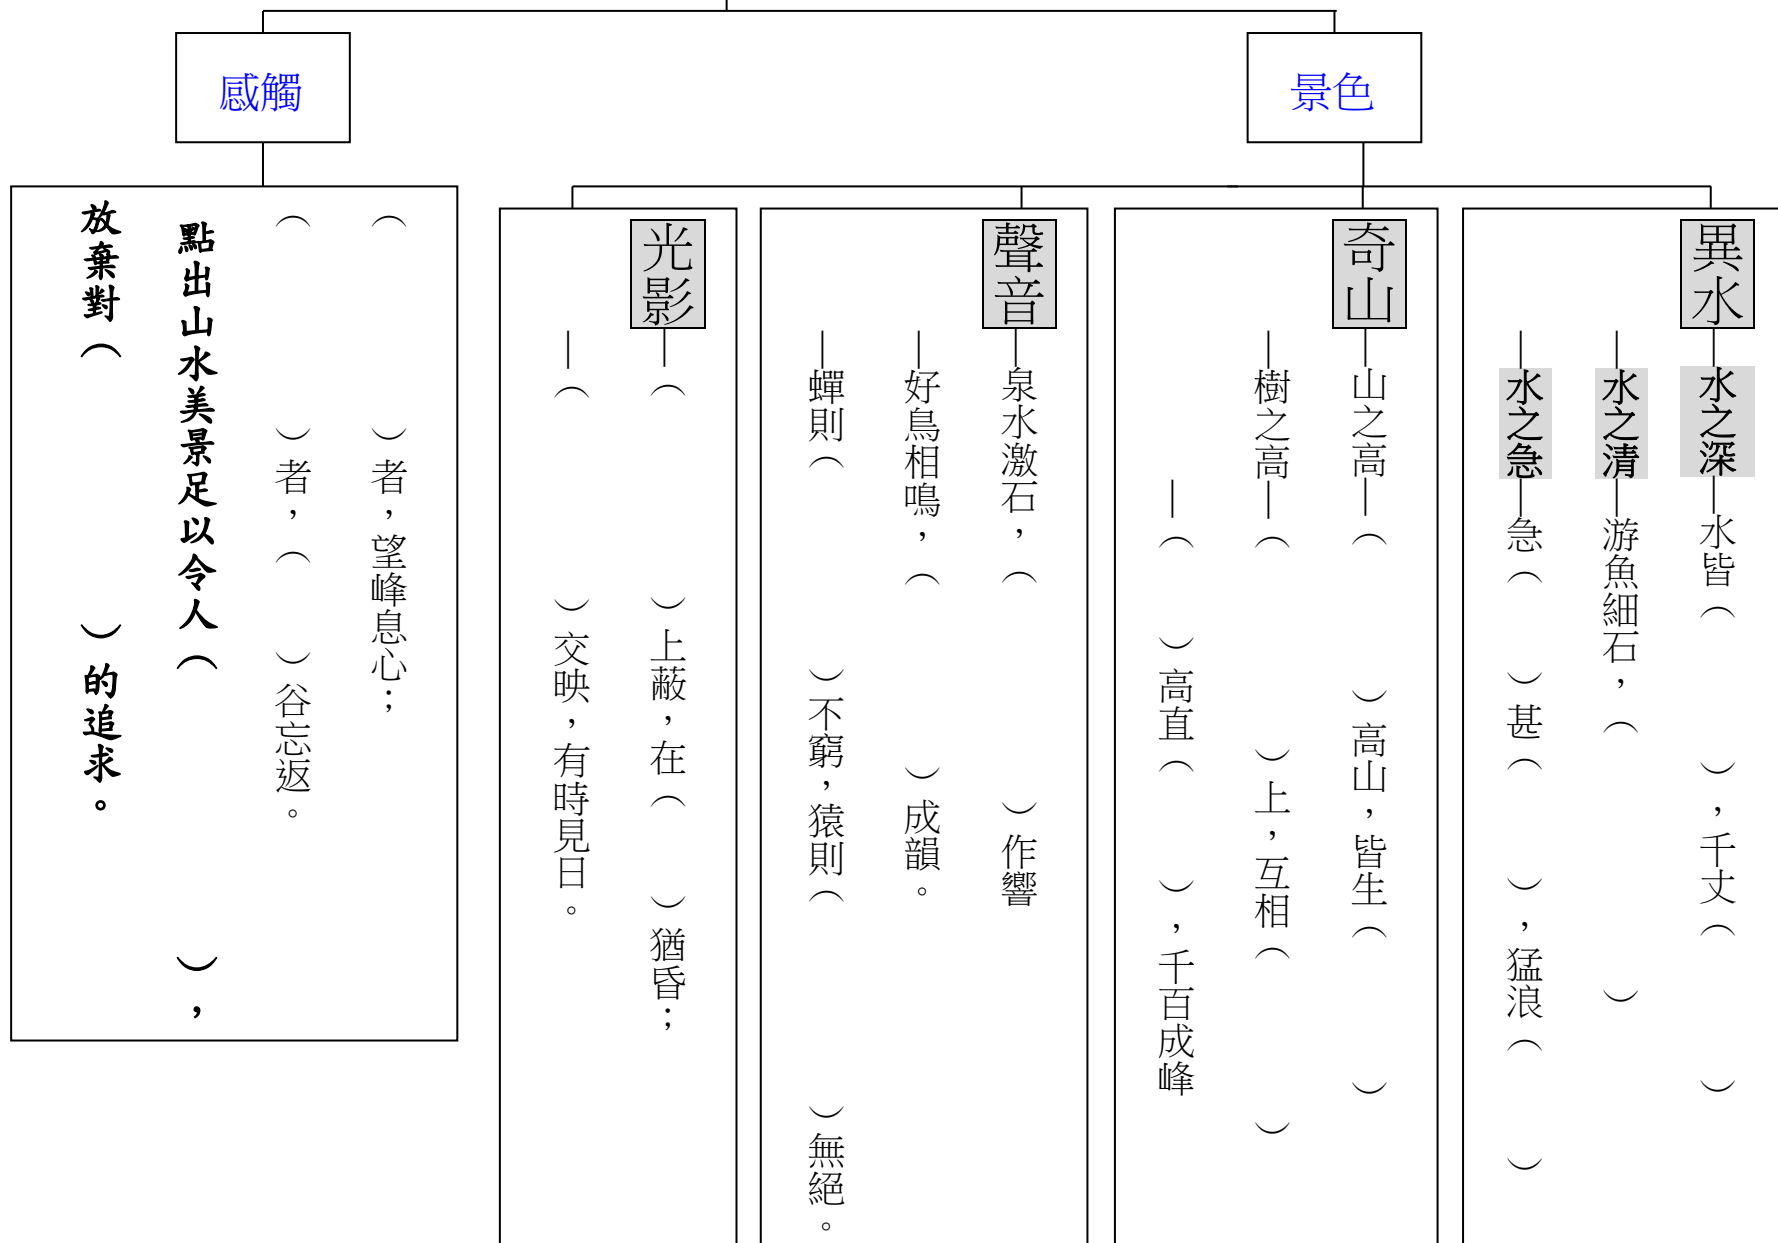 景色
異水—水之深—水皆（　　　），千丈（　　　）
—水之清—游魚細石，（　　　）
—水之急—急（　　　）甚（　　　），猛浪（　　　）
奇山—山之高—（　　　）高山，皆生（　　　）
—樹之高—（　　　）上，互相（　　　）
—（　　　）高直（　　　），千百成峰
聲音—泉水激石，（　　　）作響
—好鳥相鳴，（　　　）成韻。
—蟬則（　　　）不窮，猿則（　　　）無絕。
光影—（　　　）上蔽，在（　　　）猶昏；
—（　　　）交映，有時見日。
感觸
（　　　）者，望峰息心；
（　　　）者，（　　　）谷忘返。
點出山水美景足以令人（　　　），
放棄對（　　　）的追求。